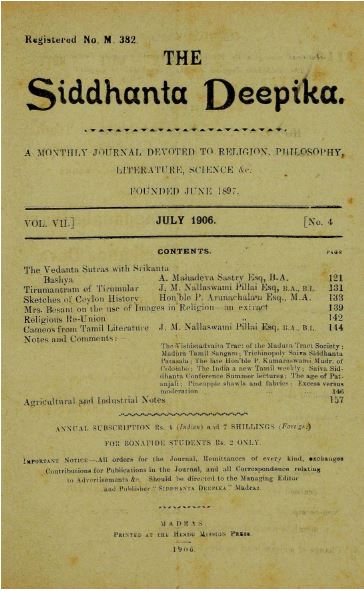 Registered No. M. 382.
THE
Siddhanta Deepika.
A MONTHLY JOURNAL DEVOTED TO RELIGION, PHILOSOPHY,
LITERATURE, SCIENCE &c.
FOUNDED JUNE 1897.
VOL. VII.] JULY 1906. [No. 4
CONTENTS. PAGE
The Vedanta Sutras with Srikanta
Bashya A. Mahadeva Sastry Esq, B.A. 121
Tirumantram of Tirumular J. M. Nallaswami Pillai Esq, B.A., B.L. 131
Sketches of Ceylon History Hon'ble P. Arunachalam Esq., M.A. 133
Mrs. Besant on the use of Images in Religion—an extract 139
Religious Re-Union 142
Cameos from Tamil Literature J. M. Nallaswami Pillai Esq., B.A., B.L. 144
Notes and Comments:—
The Vishisadvaita Tract of the Madura Tract Society;
Madura Tamil Sangam; Trichinopoly Saiva Siddhanta
Patasala; The late Hon'ble P. Kumaraswami Mudr. of
Colombo; The India a new Tamil weekly; Saiva Sid-
dhanta Conference Summer lectures; The age of Pat-
anjali; Pineapple shawls and fabrics; Excess versus
moderation ... 146
Agricultural and Industrial Notes 157
ANNUAL SUBSCRIPTION Rs. 4 (Indian) and 7 SHILLINGS (Foreign)
FOR BONAFIDE STUDENTS Rs. 2 ONLY.
IMPORTANT NOTICE—All orders for the Journal, Remittances of every kind, exchanges
Contributions for Publications in the Journal, and all Correspondence relating
to Advertisements &c. Should be directed to the Managing Editor
and Publisher "SIDDHANTA DEEPIKA" Madras.
MADRAS
PRINTED AT THE HINDU MISSION PRESS
1906.